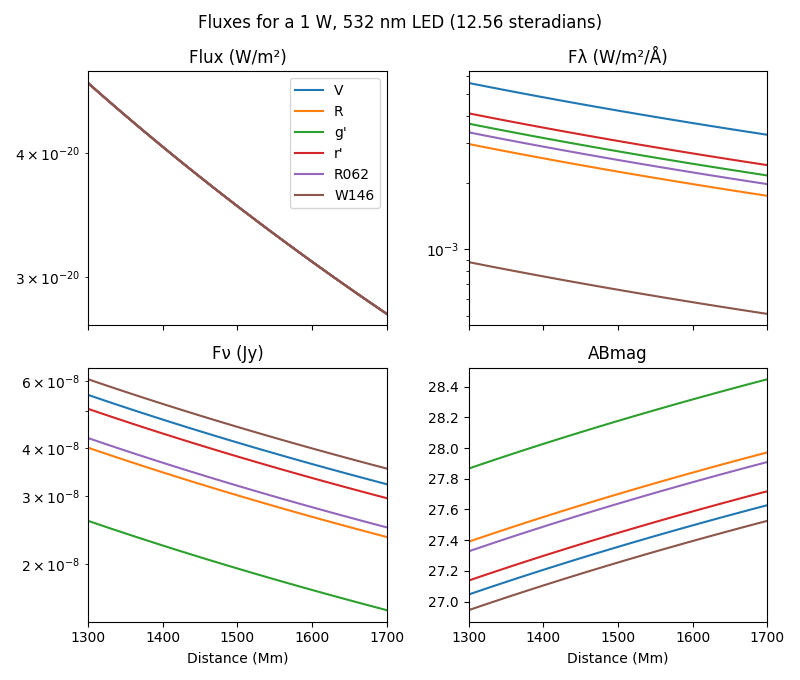 Fluxes for a 1 W, 532 nm LED (12.56 steradians)
Flux (W/m²)
Fλ (W/m²/Å)
V
R
g'
r'
R062
W146
4 × 10⁻²⁰
3 × 10⁻²⁰
10⁻³
Fν (Jy)
ABmag
6 × 10⁻⁸
4 × 10⁻⁸
3 × 10⁻⁸
2 × 10⁻⁸
28.4
28.2
28.0
27.8
27.6
27.4
27.2
27.0
1300 1400 1500 1600 1700
1300 1400 1500 1600 1700
Distance (Mm)
Distance (Mm)